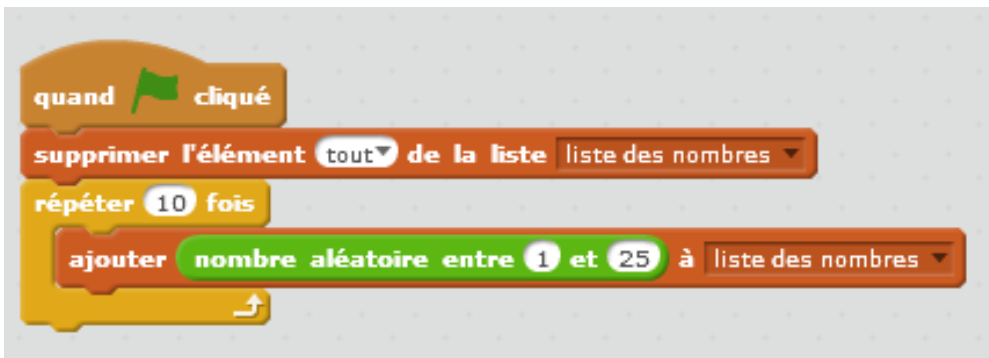 quand cliqué
supprimer l'élément tout de la liste liste des nombres
répéter 10 fois
ajouter nombre aléatoire entre 1 et 25 à liste des nombres